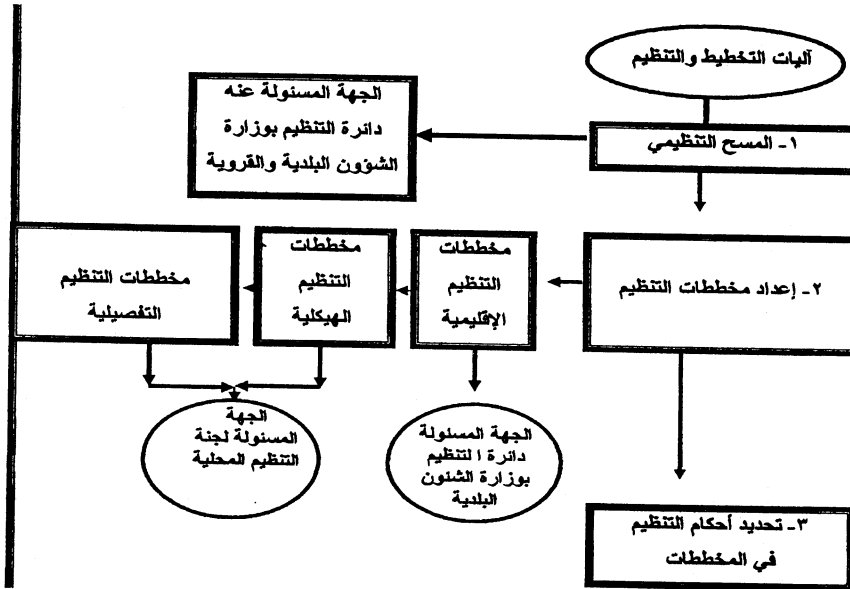 آليات التخطيط والتنظيم
١- المسح التنظيمي
الجهة المسئولة عنه
دائرة التنظيم بوزارة
الشؤون البلدية والقروية
٢- إعداد مخططات التنظيم
مخططات
التنظيم
الإقليمية
مخططات
التنظيم
الهيكلية
مخططات التنظيم
التفصيلية
الجهة المسئولة
دائرة التنظيم
بوزارة الشئون
البلدية
الجهة
المسئولة لجنة
التنظيم المحلية
٣- تحديد أحكام التنظيم
في المخططات